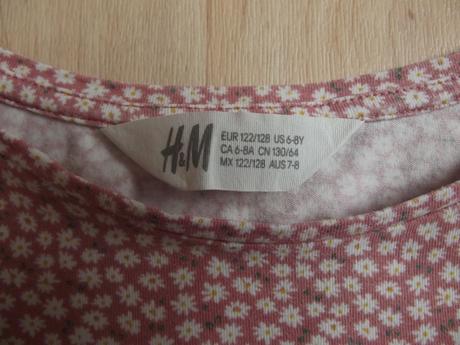 H&M
EUR 122/128 US 6-8Y
CA 6-8A CN 130/64
MX 122/128 AUS 7-8